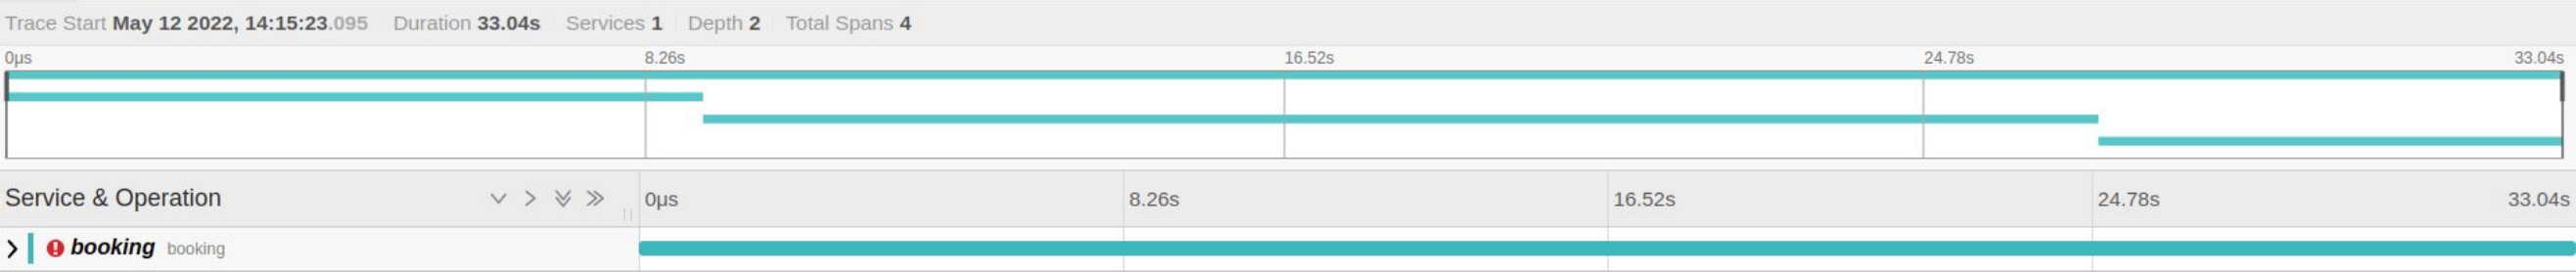 Trace Start May 12 2022, 14:15:23.095 Duration 33.04s Services 1 Depth 2 Total Spans 4
0μs 8.26s 16.52s 24.78s 33.04s
Service & Operation 0μs 8.26s 16.52s 24.78s 33.04s
booking booking